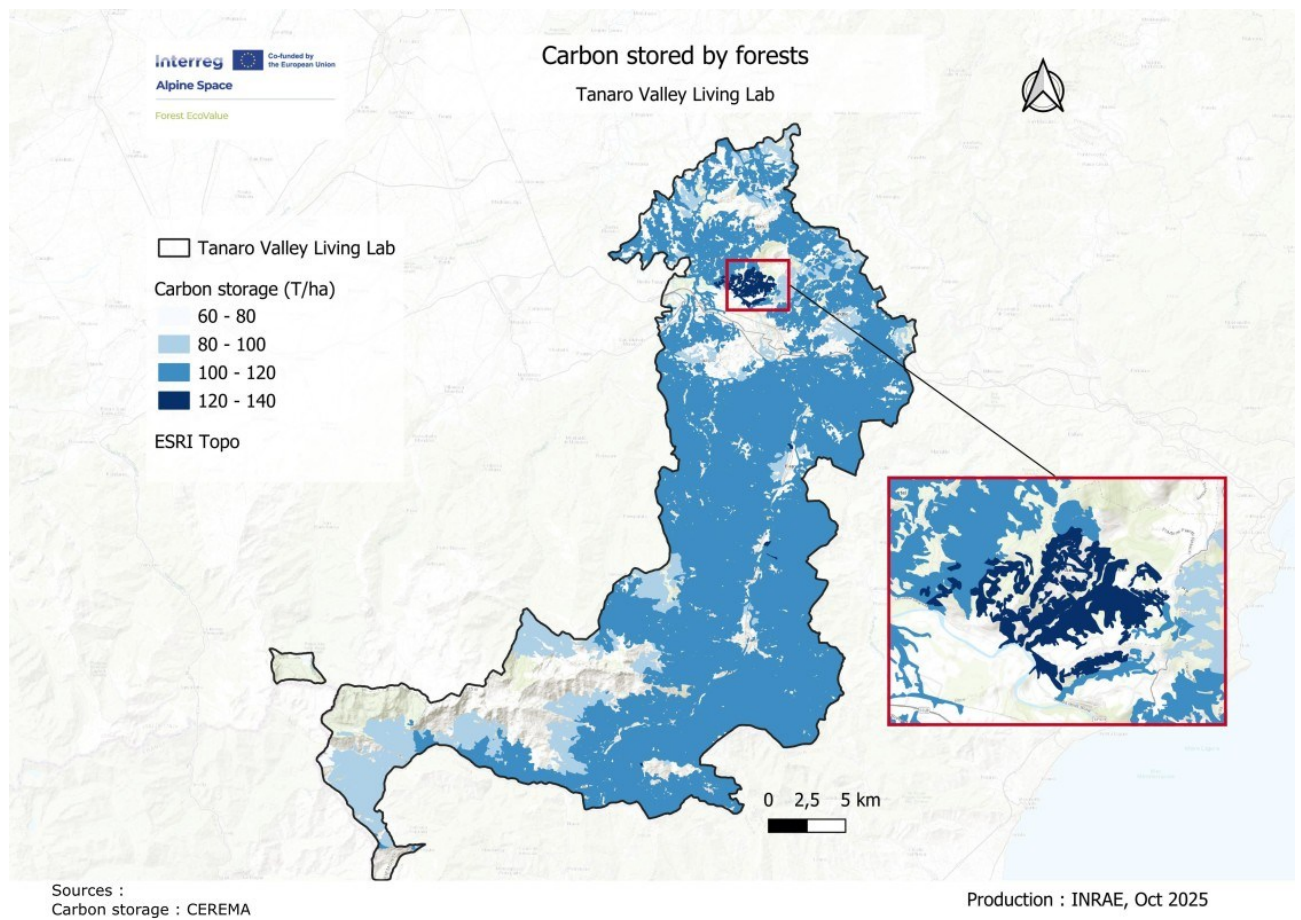 Interreg
Co-funded by
the European Union
Alpine Space
Forest EcoValue
Carbon stored by forests
Tanaro Valley Living Lab
Tanaro Valley Living Lab
Carbon storage (T/ha)
60 - 80
80 - 100
100 - 120
120 - 140
ESRI Topo
0 2,5 5 km
Sources :
Carbon storage : CEREMA
Production : INRAE, Oct 2025